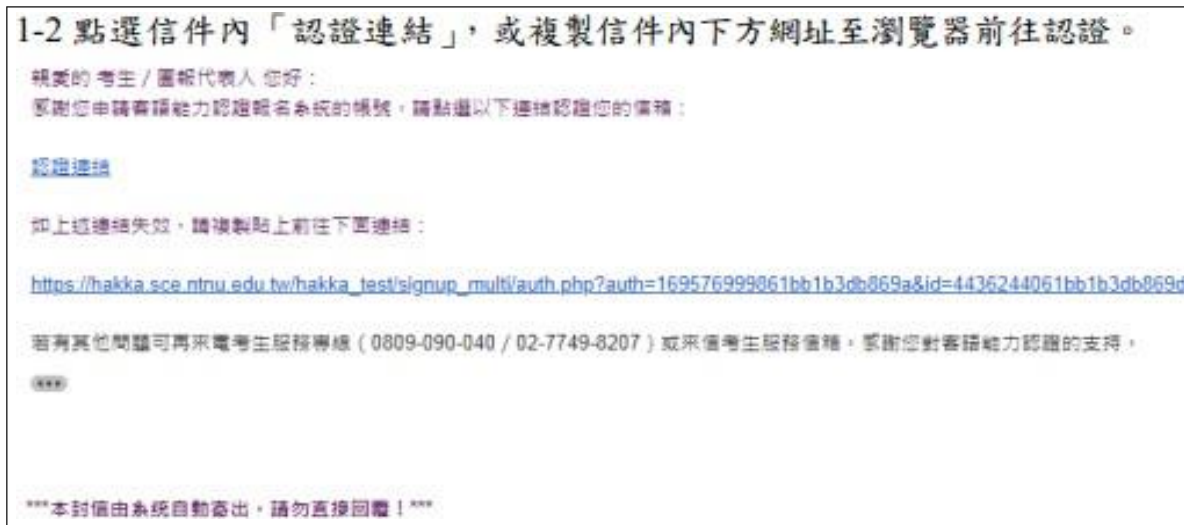 1-2 點選信件內「認證連結」，或複製信件內下方網址至瀏覽器前往認證。
親愛的 考生 / 團報代表人 您好：
感謝您申請客語能力認證報名系統的帳號，請點選以下連結認證您的信箱：
認證連結
如上述連結失效，請複製貼上前往下面連結：
https://hakka.sce.ntnu.edu.tw/hakka_test/signup_multi/auth.php?auth=169576999861bb1b3db869a&id=4436244061bb1b3db869d
若有其他問題可再來電考生服務專線 ( 0809-090-040 / 02-7749-8207 ) 或來信考生服務信箱，感謝您對客語能力認證的支持，
***本封信由系統自動寄出，請勿直接回覆！***